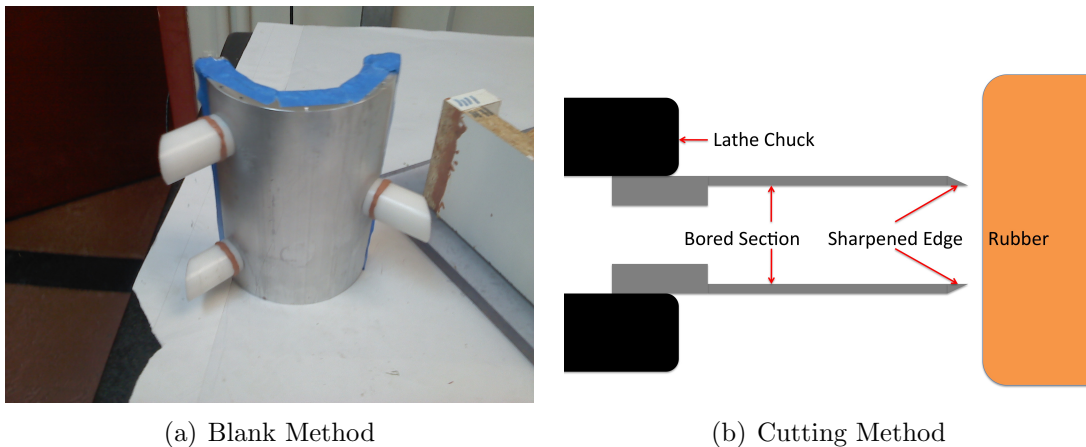 Lathe Chuck
Bored Section
Sharpened Edge
Rubber
(a) Blank Method
(b) Cutting Method